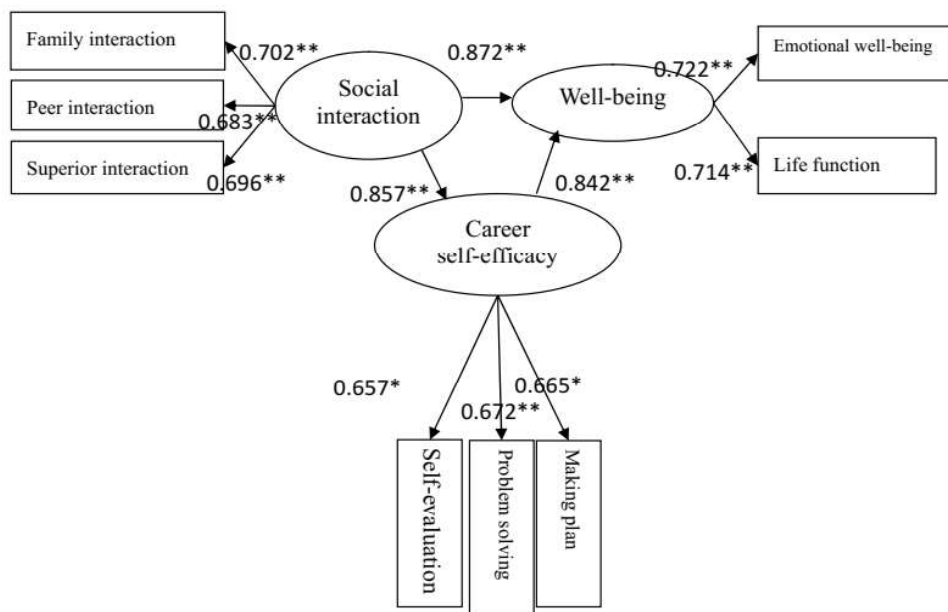 Family interaction
0.702**
0.872**
Emotional well-being
0.722**
Social
interaction
Well-being
Peer interaction
0.683**
Superior interaction
0.696**
0.857**
0.842**
0.714**
Life function
Career
self-efficacy
0.657*
0.672**
0.665*
Self-evaluation
Problem solving
Making plan